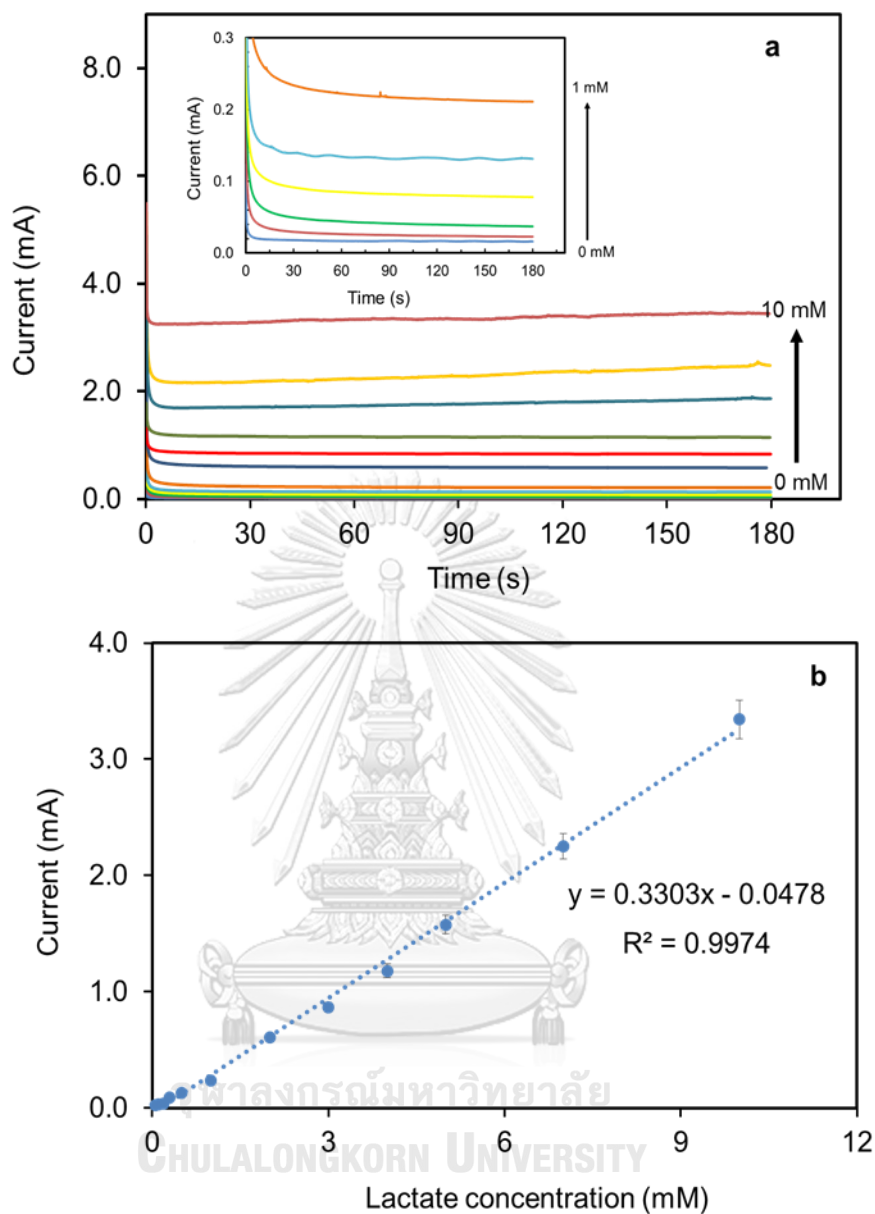 a
8.0
6.0
4.0
2.0
0.0
Current (mA)
0.3
0.2
0.1
0.0
Current (mA)
0 30 60 90 120 150 180
Time (s)
1 mM
0 mM
10 mM
0 mM
0 30 60 90 120 150 180
Time (s)
b
4.0
3.0
2.0
1.0
0.0
Current (mA)
y = 0.3303x - 0.0478
R² = 0.9974
จุฬาลงกรณ์มหาวิทยาลัย
0 3 6 9 12
CHULALONGKORN UNIVERSITY
Lactate concentration (mM)